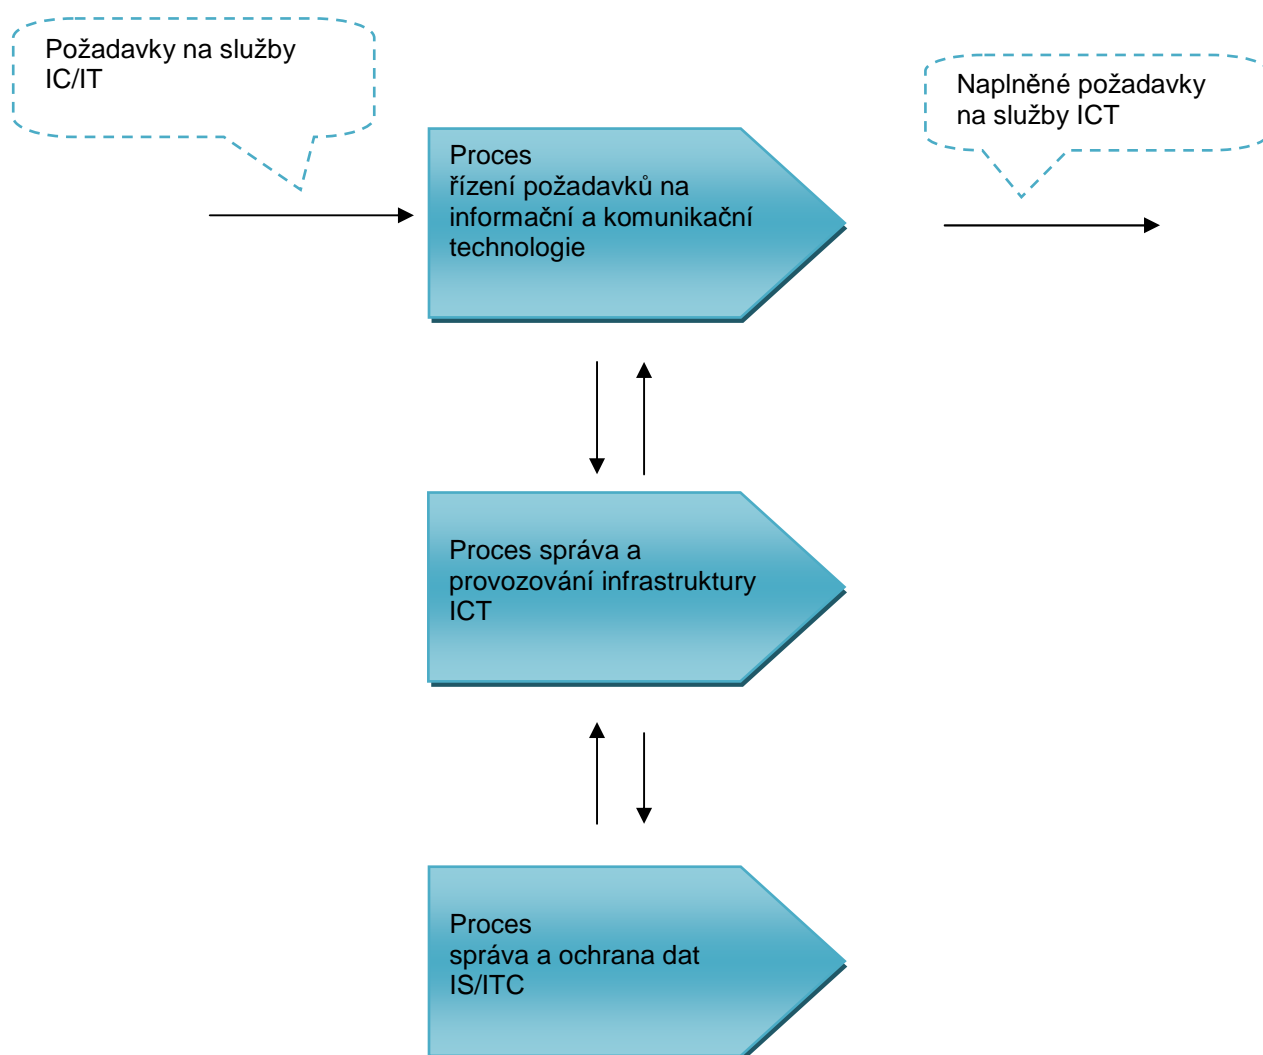 Požadavky na služby
IC/IT
Naplněné požadavky
na služby ICT
Proces
řízení požadavků na
informační a komunikační
technologie
Proces správa a
provozování infrastruktury
ICT
Proces
správa a ochrana dat
IS/ITC